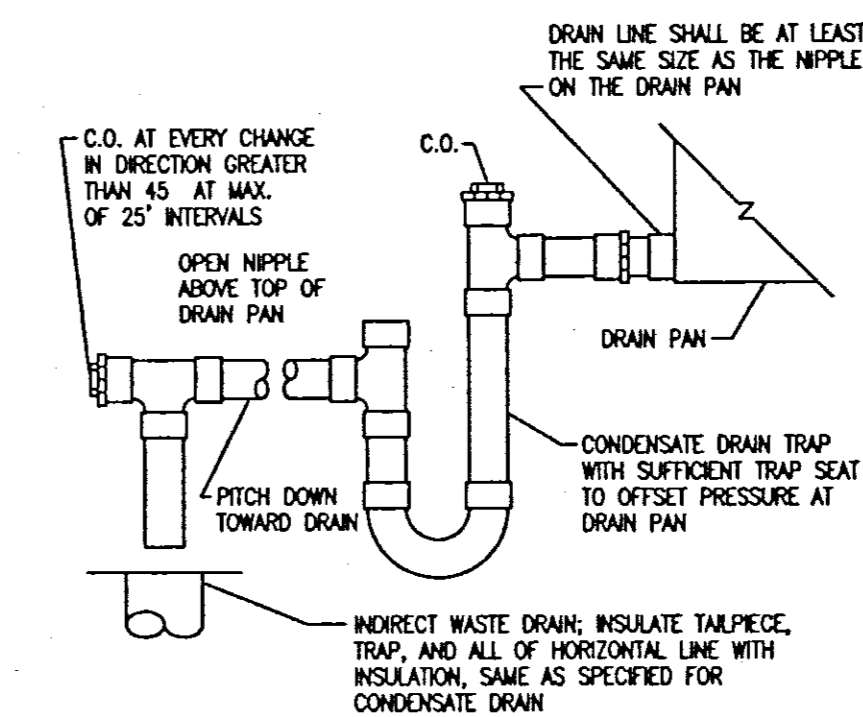 DRAIN LINE SHALL BE AT LEAST
THE SAME SIZE AS THE NIPPLE
ON THE DRAIN PAN
C.O. AT EVERY CHANGE
IN DIRECTION GREATER
THAN 45 AT MAX.
OF 25' INTERVALS
C.O.
OPEN NIPPLE
ABOVE TOP OF
DRAIN PAN
DRAIN PAN
CONDENSATE DRAIN TRAP
WITH SUFFICIENT TRAP SEAT
TO OFFSET PRESSURE AT
DRAIN PAN
PITCH DOWN
TOWARD DRAIN
INDIRECT WASTE DRAIN; INSULATE TAILPIECE,
TRAP, AND ALL OF HORIZONTAL LINE WITH
INSULATION, SAME AS SPECIFIED FOR
CONDENSATE DRAIN